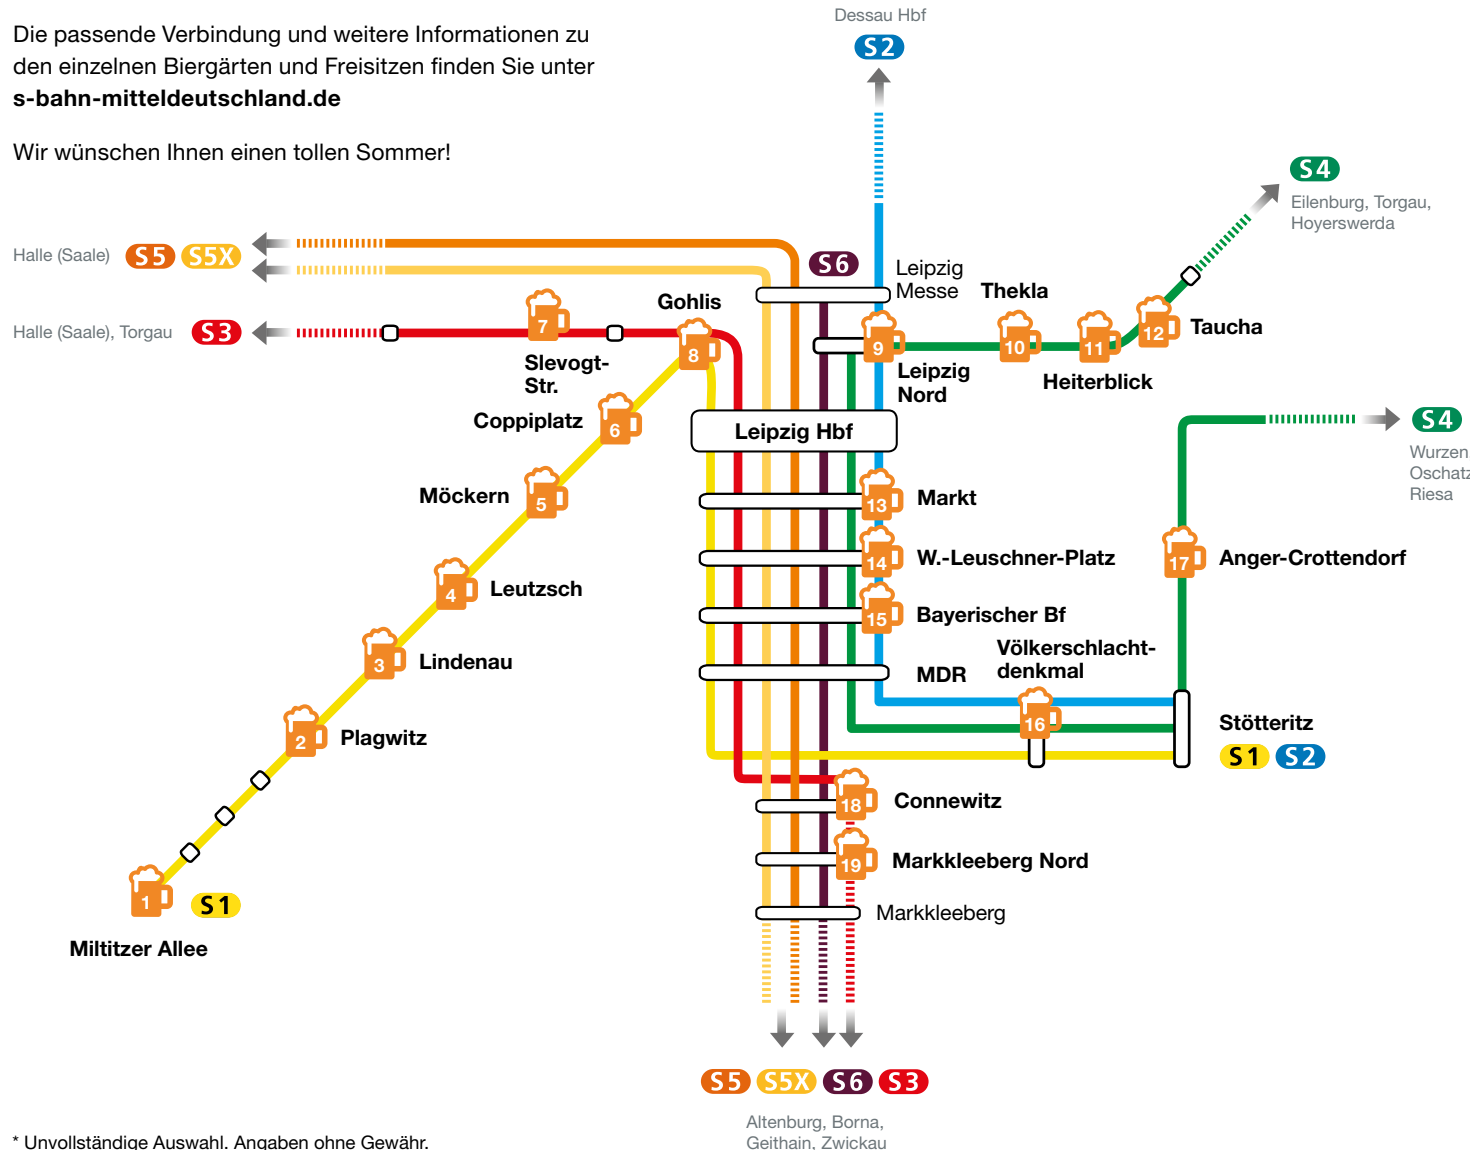 Die passende Verbindung und weitere Informationen zu
den einzelnen Biergärten und Freisitzen finden Sie unter
s-bahn-mitteldeutschland.de
Wir wünschen Ihnen einen tollen Sommer!
Dessau Hbf
S2
S4
Eilenburg, Torgau,
Hoyerswerda
Halle (Saale) S5 S5X
S6
Leipzig
Messe
Halle (Saale), Torgau S3
7
Slevogt-
Str.
Gohlis
8
9
Leipzig
Nord
Thekla
10
11
Heiterblick
12
Taucha
Coppiplatz
6
Leipzig Hbf
S4
Wurzen
Oschatz
Riesa
Möckern
5
13
Markt
14
W.-Leuschner-Platz
17
Anger-Crottendorf
4
Leutzsch
15
Bayerischer Bf
3
Lindenau
MDR
Völkerschlacht-
denkmal
16
2
Plagwitz
Stötteritz
S1 S2
18
Connewitz
19
Markkleeberg Nord
1
S1
Miltitzer Allee
Markkleeberg
S5 S5X S6 S3
Altenburg, Borna,
Geithain, Zwickau
* Unvollständige Auswahl. Angaben ohne Gewähr.